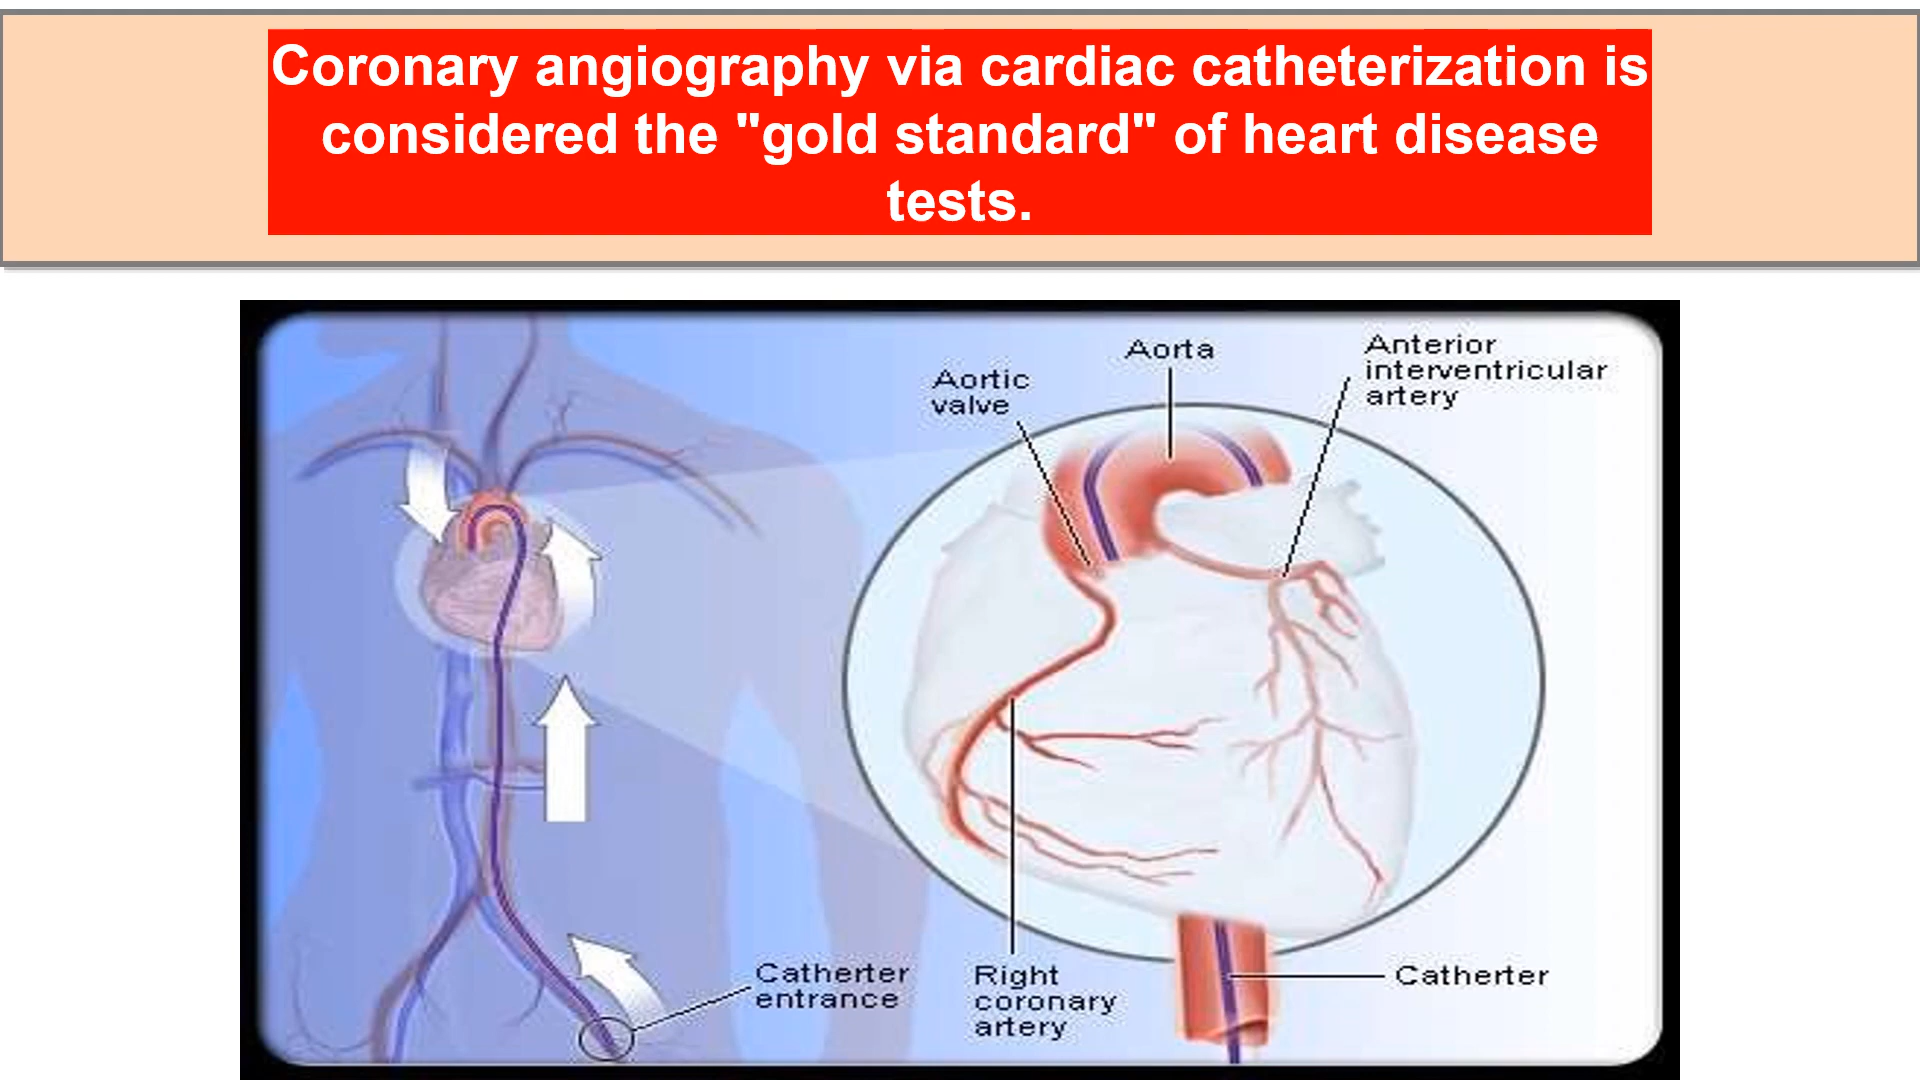 Coronary angiography via cardiac catheterization is
considered the "gold standard" of heart disease
tests.
Aorta
Anterior
interventricular
artery
Aortic
valve
Catherter
entrance
Right
coronary
artery
Catherter